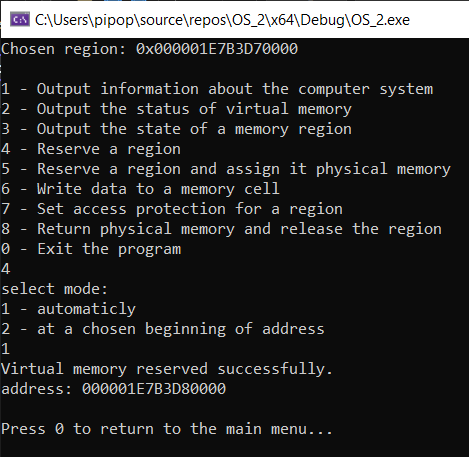 C:\Users\pipop\source\repos\OS_2\x64\Debug\OS_2.exe
Chosen region: 0x000001E7B3D70000
1 - Output information about the computer system
2 - Output the status of virtual memory
3 - Output the state of a memory region
4 - Reserve a region
5 - Reserve a region and assign it physical memory
6 - Write data to a memory cell
7 - Set access protection for a region
8 - Return physical memory and release the region
0 - Exit the program
4
select mode:
1 - automaticly
2 - at a chosen beginning of address
1
Virtual memory reserved successfully.
address: 000001E7B3D80000
Press 0 to return to the main menu...